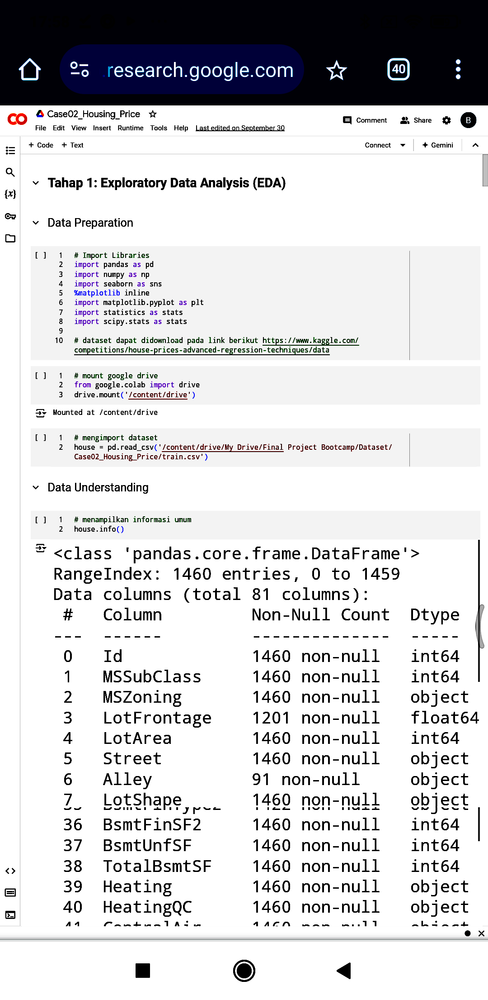 .research.google.com
40
Case02_Housing_Price
File Edit View Insert Runtime Tools Help Last edited on September 30
Comment
Share
B
+ Code + Text
Connect
Gemini
{x}
Tahap 1: Exploratory Data Analysis (EDA)
Data Preparation
[ ] 1 # Import Libraries
2 import pandas as pd
3 import numpy as np
4 import seaborn as sns
5 %matplotlib inline
6 import matplotlib.pyplot as plt
7 import statistics as stats
8 import scipy.stats as stats
9
10 # dataset dapat didownload pada link berikut https://www.kaggle.com/
competitions/house-prices-advanced-regression-techniques/data
[ ] 1 # mount google drive
2 from google.colab import drive
3 drive.mount('/content/drive')
Mounted at /content/drive
[ ] 1 # mengimport dataset
2 house = pd.read_csv('/content/drive/My Drive/Final Project Bootcamp/Dataset/
Case02_Housing_Price/train.csv')
Data Understanding
[ ] 1 # menampilkan informasi umum
2 house.info()
<class 'pandas.core.frame.DataFrame'>
RangeIndex: 1460 entries, 0 to 1459
Data columns (total 81 columns):
# Column Non-Null Count Dtype
--- ------ -------------- -----
0 Id 1460 non-null int64
1 MSSubClass 1460 non-null int64
2 MSZoning 1460 non-null object
3 LotFrontage 1201 non-null float64
4 LotArea 1460 non-null int64
5 Street 1460 non-null object
6 Alley 91 non-null object
7 LotShape 1460 non-null object
36 BsmtFinSF2 1460 non-null int64
37 BsmtUnfSF 1460 non-null int64
38 TotalBsmtSF 1460 non-null int64
39 Heating 1460 non-null object
40 HeatingQC 1460 non-null object
41 CentralAir 1460 non-null object